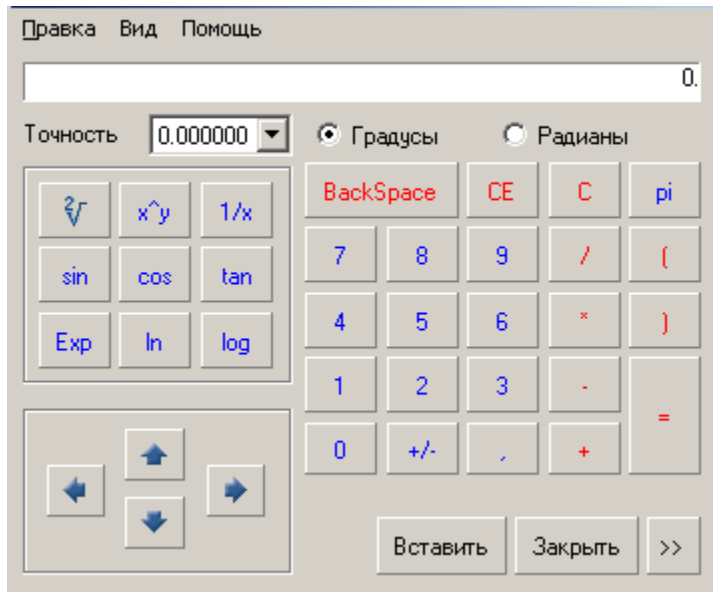 Правка Вид Помощь
0.
Точность 0.000000 Градусы Радианы
BackSpace CE C pi
2√ x^y 1/x
7 8 9 / (
sin cos tan
4 5 6 * )
Exp ln log
1 2 3 - =
0 +/- , +
Вставить Закрыть >>